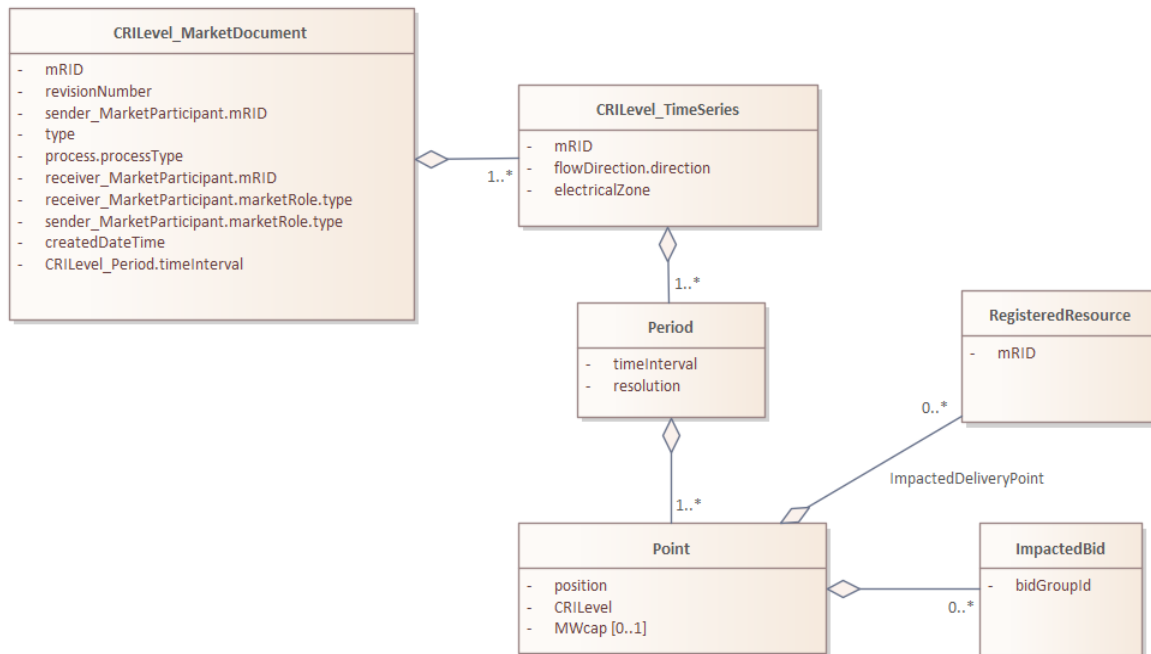 CRILevel_MarketDocument
- mRID
- revisionNumber
- sender_MarketParticipant.mRID
- type
- process.processType
- receiver_MarketParticipant.mRID
- receiver_MarketParticipant.marketRole.type
- sender_MarketParticipant.marketRole.type
- createdDateTime
- CRILevel_Period.timeInterval
1..*
CRILevel_TimeSeries
- mRID
- flowDirection.direction
- electricalZone
1..*
Period
- timeInterval
- resolution
1..*
RegisteredResource
- mRID
0..*
ImpactedDeliveryPoint
Point
- position
- CRILevel
- MWcap [0..1]
0..*
ImpactedBid
- bidGroupId